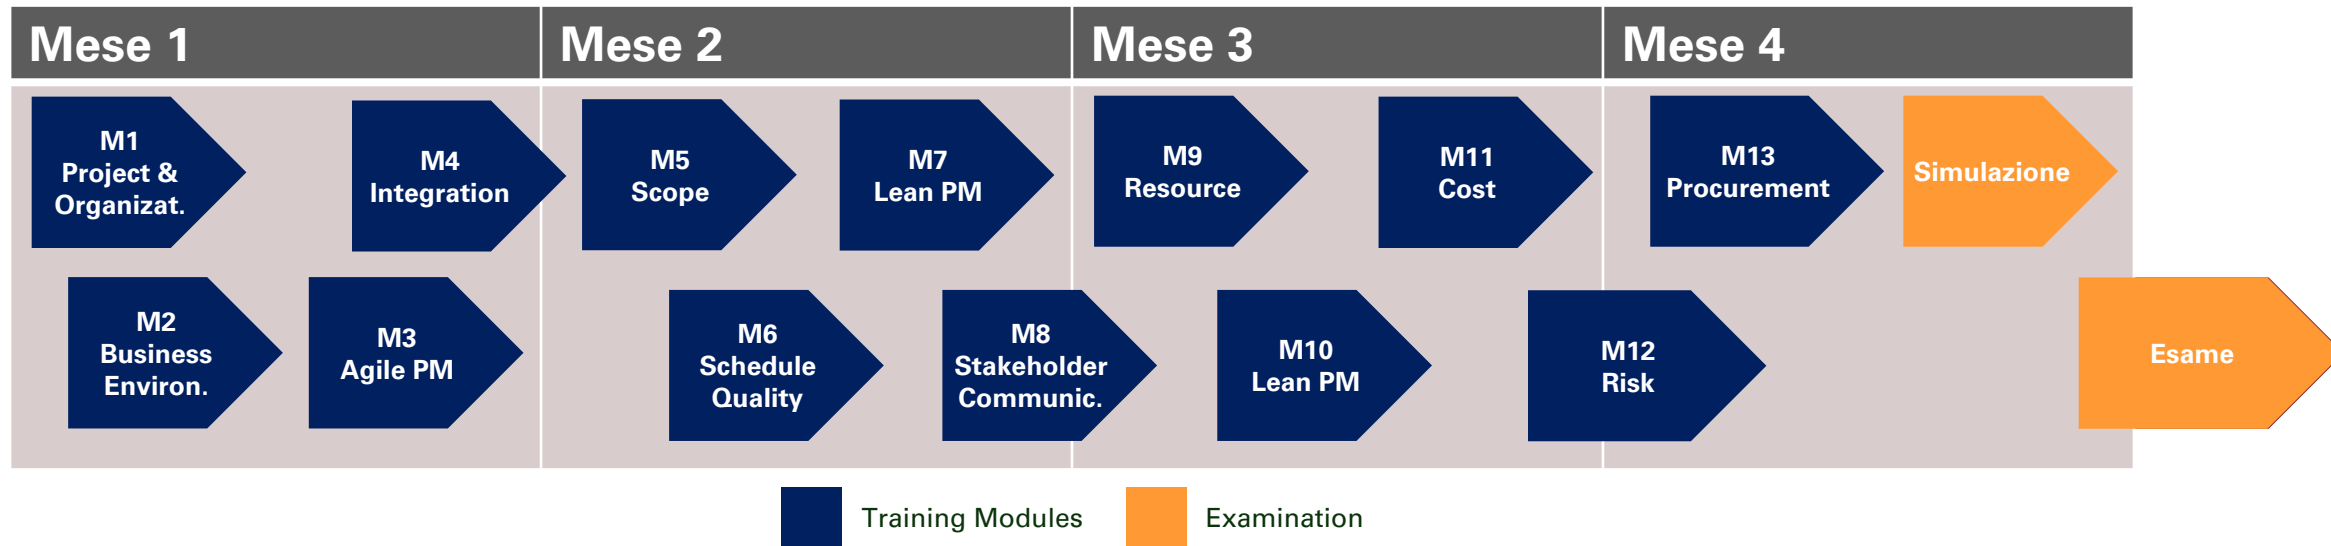 Mese 1
Mese 2
Mese 3
Mese 4
M1
Project &
Organizat.
M4
Integration
M5
Scope
M7
Lean PM
M9
Resource
M11
Cost
M13
Procurement
Simulazione
M2
Business
Environ.
M3
Agile PM
M6
Schedule
Quality
M8
Stakeholder
Communic.
M10
Lean PM
M12
Risk
Esame
Training Modules
Examination